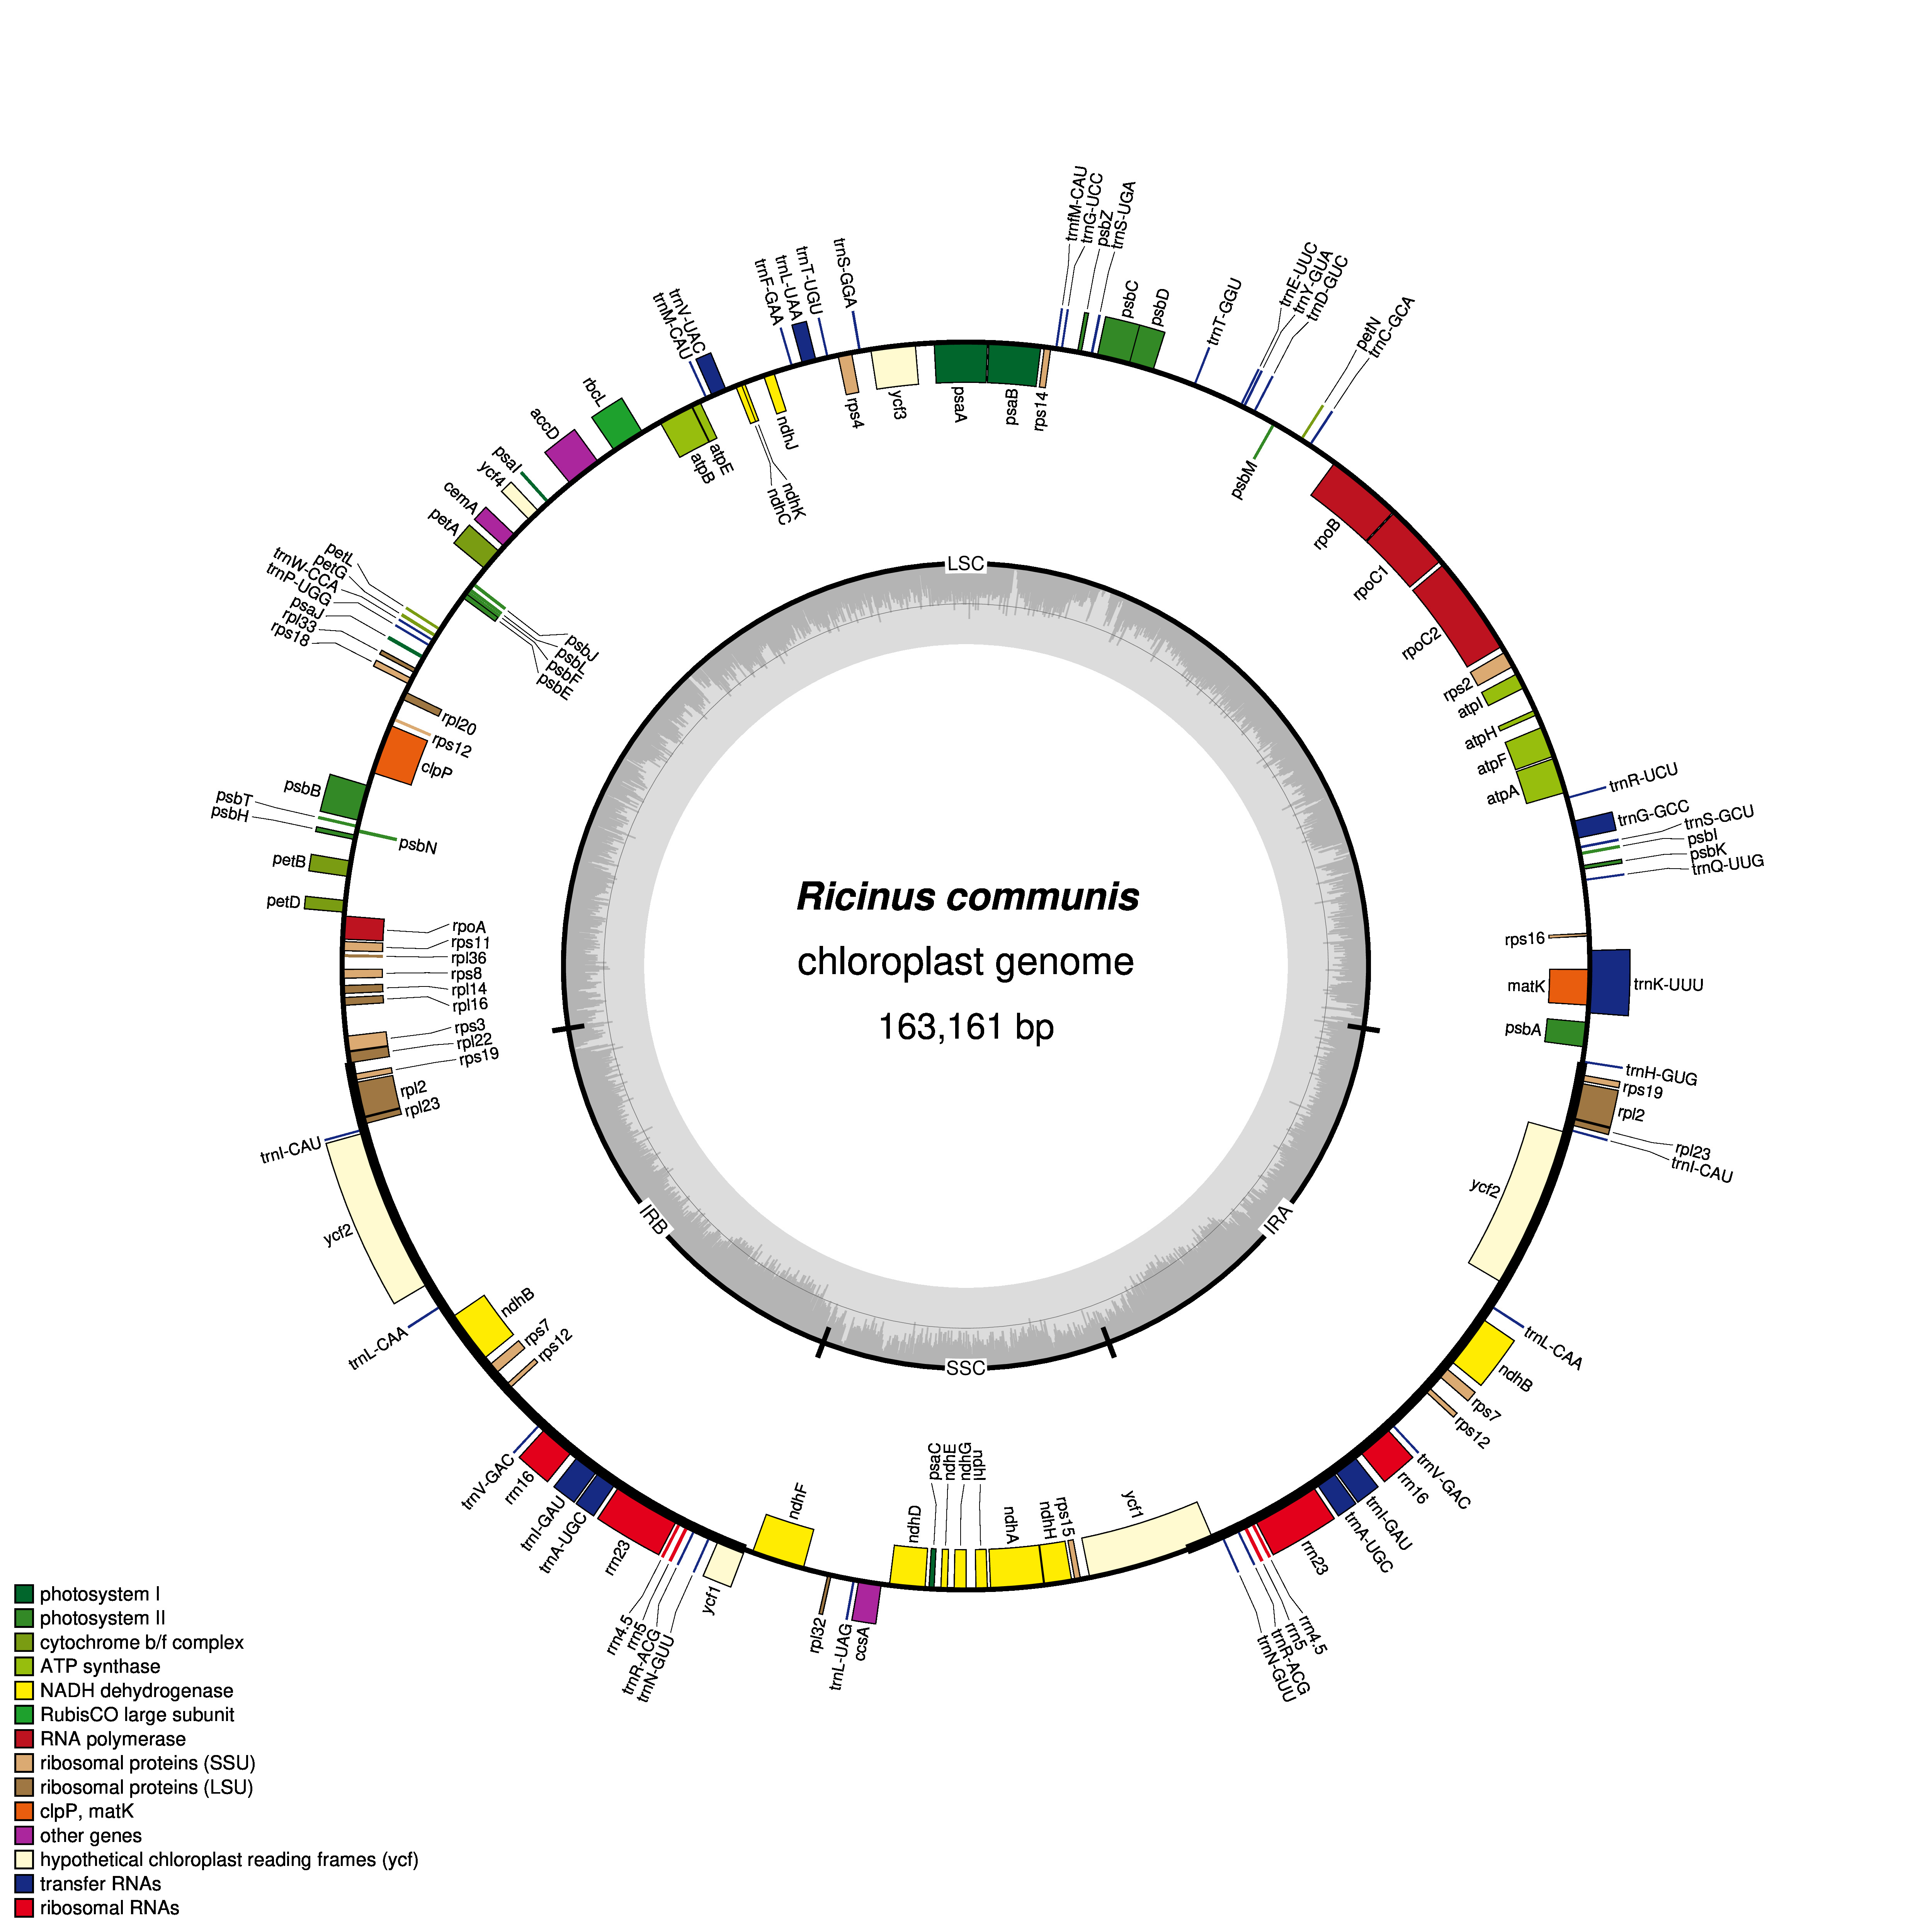 trnfM-CAU
trnG-UCC
psbZ
trnS-UGA
psbC
psbD
trnT-GGU
trnE-UUC
trnY-GUA
trnD-GUC
petN
trnC-GCA
psbM
rpoB
rpoC1
rpoC2
rps2
atpI
atpH
atpF
atpA
trnR-UCU
trnG-GCC
trnS-GCU
psbI
psbK
trnQ-UUG
rps16
trnK-UUU
matK
psbA
trnH-GUG
rps19
rpl2
rpl23
trnI-CAU
ycf2
trnL-CAA
ndhB
rps7
rps12
trnV-GAC
rrn16
trnI-GAU
trnA-UGC
rrn23
rrn4.5
rrn5
trnR-ACG
trnN-GUU
ycf1
rps15
ndhH
ndhA
ndhI
ndhG
ndhE
psaC
ndhD
ccsA
trnL-UAG
rpl32
ndhF
ycf1
trnN-GUU
trnR-ACG
rrn5
rrn4.5
rrn23
trnA-UGC
trnI-GAU
rrn16
trnV-GAC
rps12
rps7
ndhB
trnL-CAA
ycf2
trnI-CAU
rpl23
rpl2
rps19
rpl22
rps3
rpl16
rpl14
rps8
rpl36
rps11
rpoA
petD
petB
psbN
psbH
psbT
psbB
clpP
rps12
rpl20
rps18
rpl33
psaJ
trnP-UGG
trnW-CCA
petG
petL
psbE
psbF
psbL
psbJ
petA
cemA
ycf4
psaI
accD
rbcL
atpB
atpE
trnM-CAU
trnV-UAC
ndhC
ndhK
ndhJ
trnF-GAA
trnL-UAA
trnT-UGU
trnS-GGA
rps4
ycf3
psaA
psaB
rps14
LSC
IRA
SSC
IRB
Ricinus communis
chloroplast genome
163,161 bp
photosystem I
photosystem II
cytochrome b/f complex
ATP synthase
NADH dehydrogenase
RubisCO large subunit
RNA polymerase
ribosomal proteins (SSU)
ribosomal proteins (LSU)
clpP, matK
other genes
hypothetical chloroplast reading frames (ycf)
transfer RNAs
ribosomal RNAs